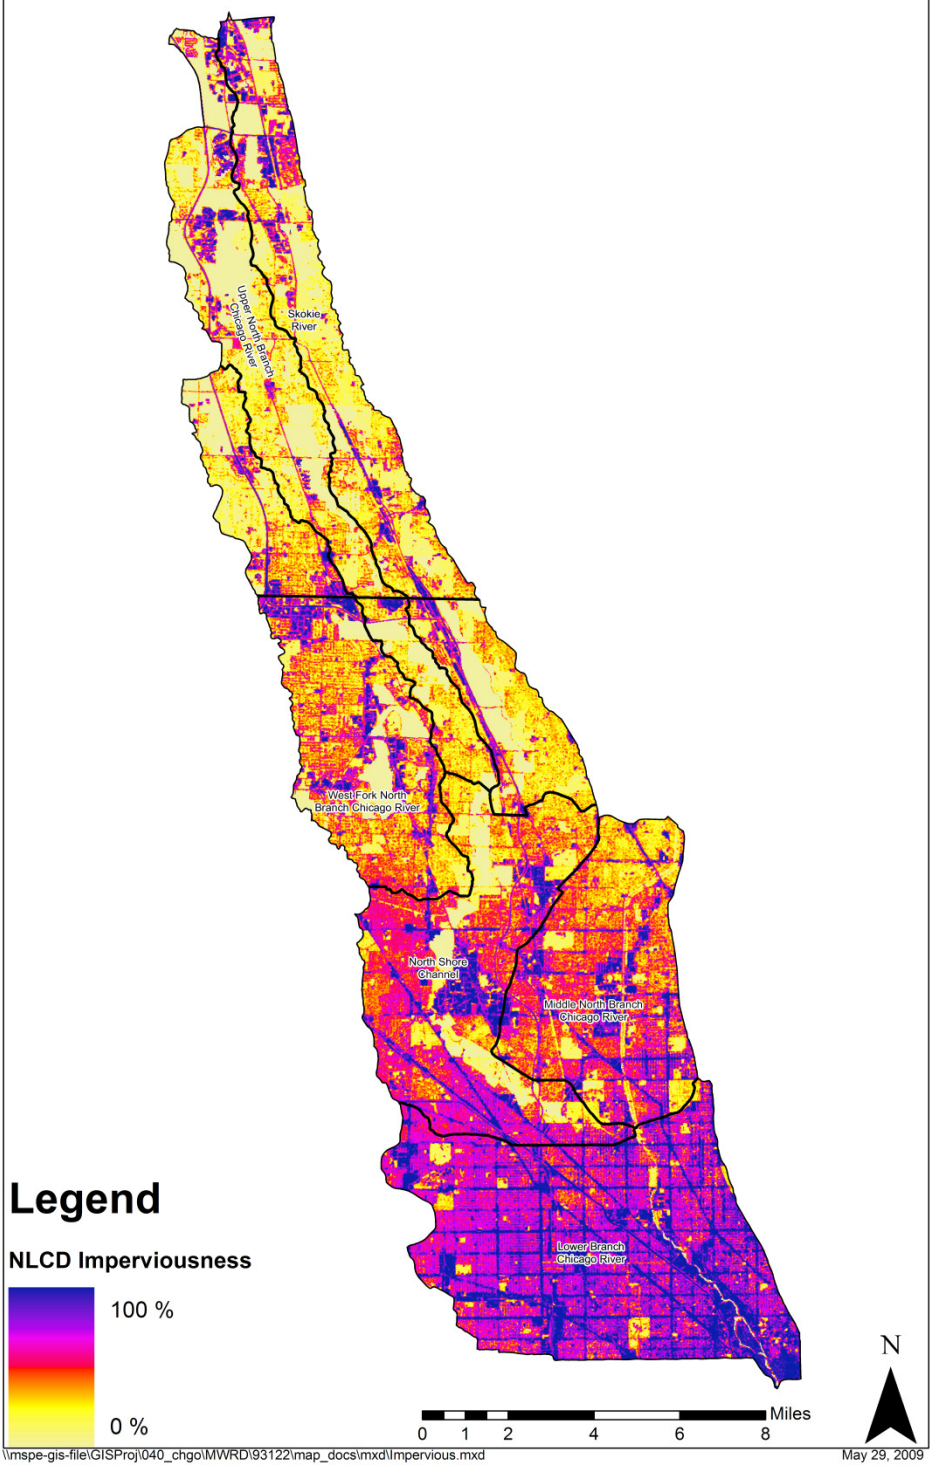 Skokie
River
Upper North Branch
Chicago River
West Fork North
Branch Chicago River
North Shore
Channel
Middle North Branch
Chicago River
Lower Branch
Chicago River
Legend
NLCD Imperviousness
100 %
0 %
N
Miles
0 1 2 4 6 8
\\mspe-gis-file\GISProj\040_chgo\MWRD\93122\map_docs\mxd\Impervious.mxd
May 29, 2009